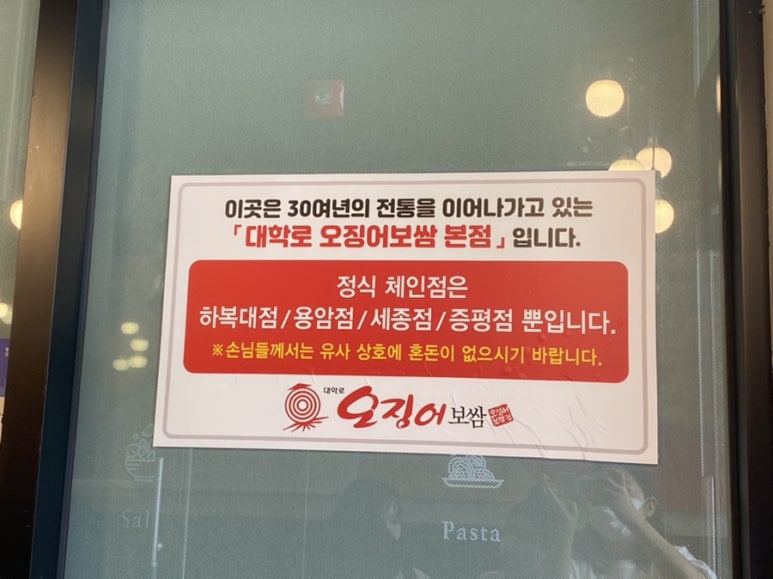 이곳은 30여년의 전통을 이어나가고 있는
「대학로 오징어보쌈 본점」입니다.
정식 체인점은
하복대점/용암점/세종점/증평점 뿐입니다.
※손님들께서는 유사 상호에 혼돈이 없으시기 바랍니다.
대학로 오징어보쌈
Sal
Pasta